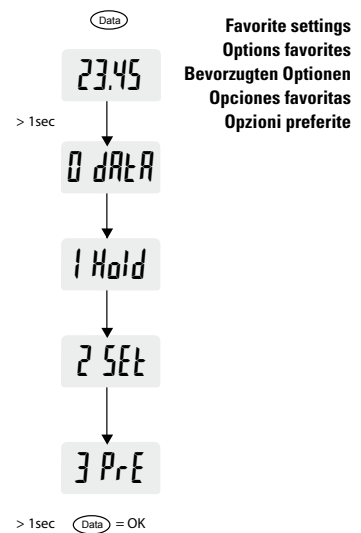 Data
Favorite settings
Options favorites
Bevorzugten Optionen
Opciones favoritas
Opzioni preferite
23.45
> 1sec
0 dAtA
1 Hold
2 SEt
3 PrE
> 1sec Data = OK